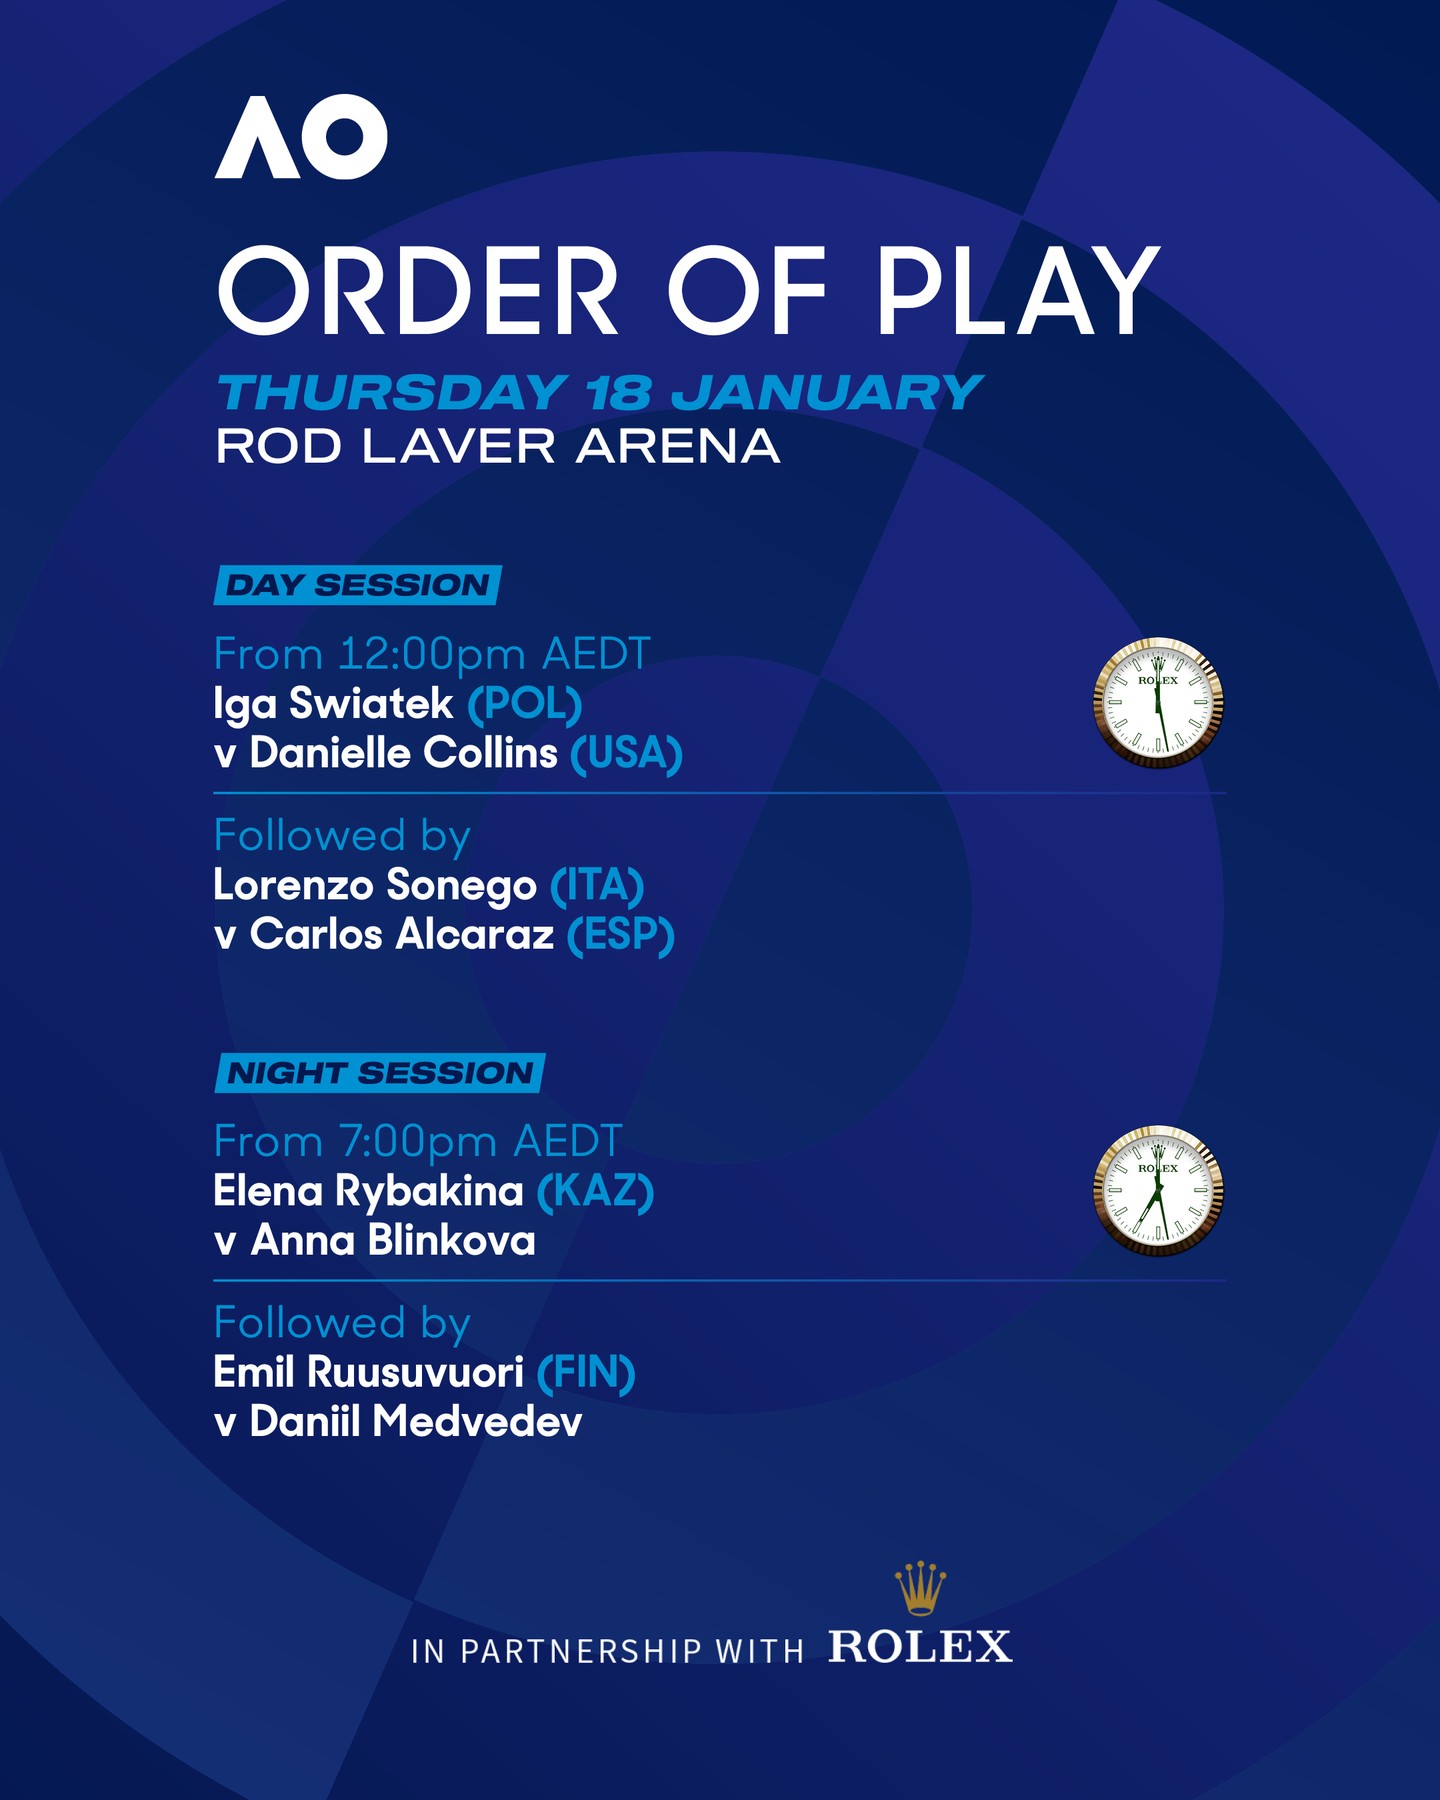 AO
ORDER OF PLAY
THURSDAY 18 JANUARY
ROD LAVER ARENA
DAY SESSION
From 12:00pm AEDT
Iga Swiatek (POL)
v Danielle Collins (USA)
ROLEX
Followed by
Lorenzo Sonego (ITA)
v Carlos Alcaraz (ESP)
NIGHT SESSION
From 7:00pm AEDT
Elena Rybakina (KAZ)
v Anna Blinkova
ROLEX
Followed by
Emil Ruusuvuori (FIN)
v Daniil Medvedev
IN PARTNERSHIP WITH ROLEX